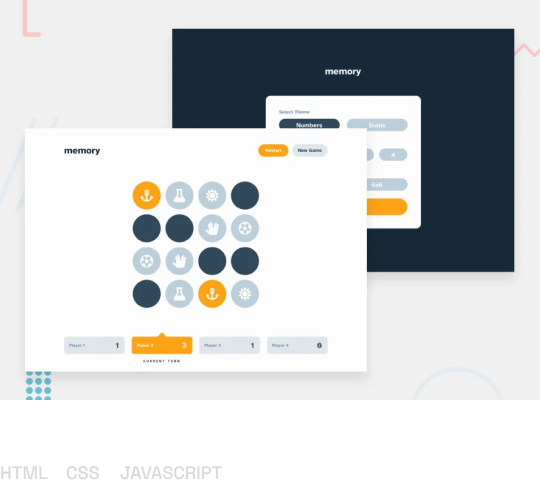 memory
Select Theme
Numbers Icons
4
6x6
memory
Restart New Game
Player 1 1 Player 2 3 Player 3 1 Player 4 0
CURRENT TURN
HTML CSS JAVASCRIPT